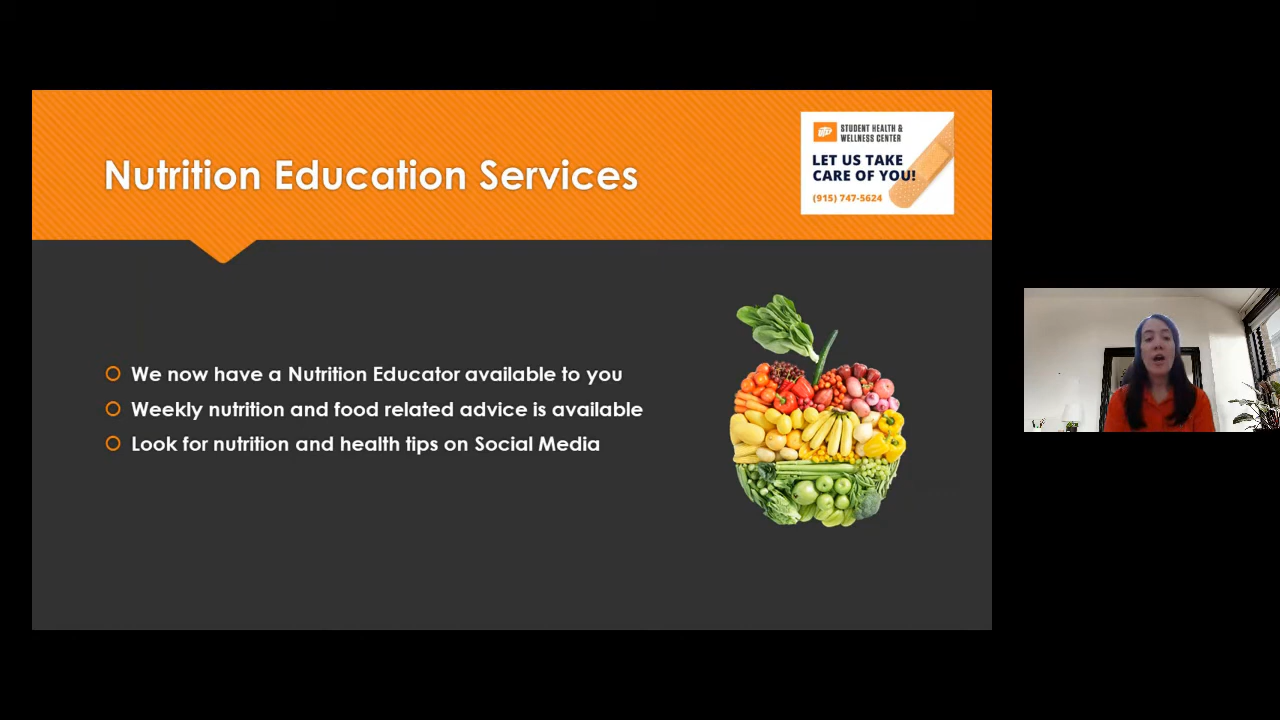 Nutrition Education Services
UTEP
STUDENT HEALTH &
WELLNESS CENTER
LET US TAKE
CARE OF YOU!
(915) 747-5624
We now have a Nutrition Educator available to you
Weekly nutrition and food related advice is available
Look for nutrition and health tips on Social Media